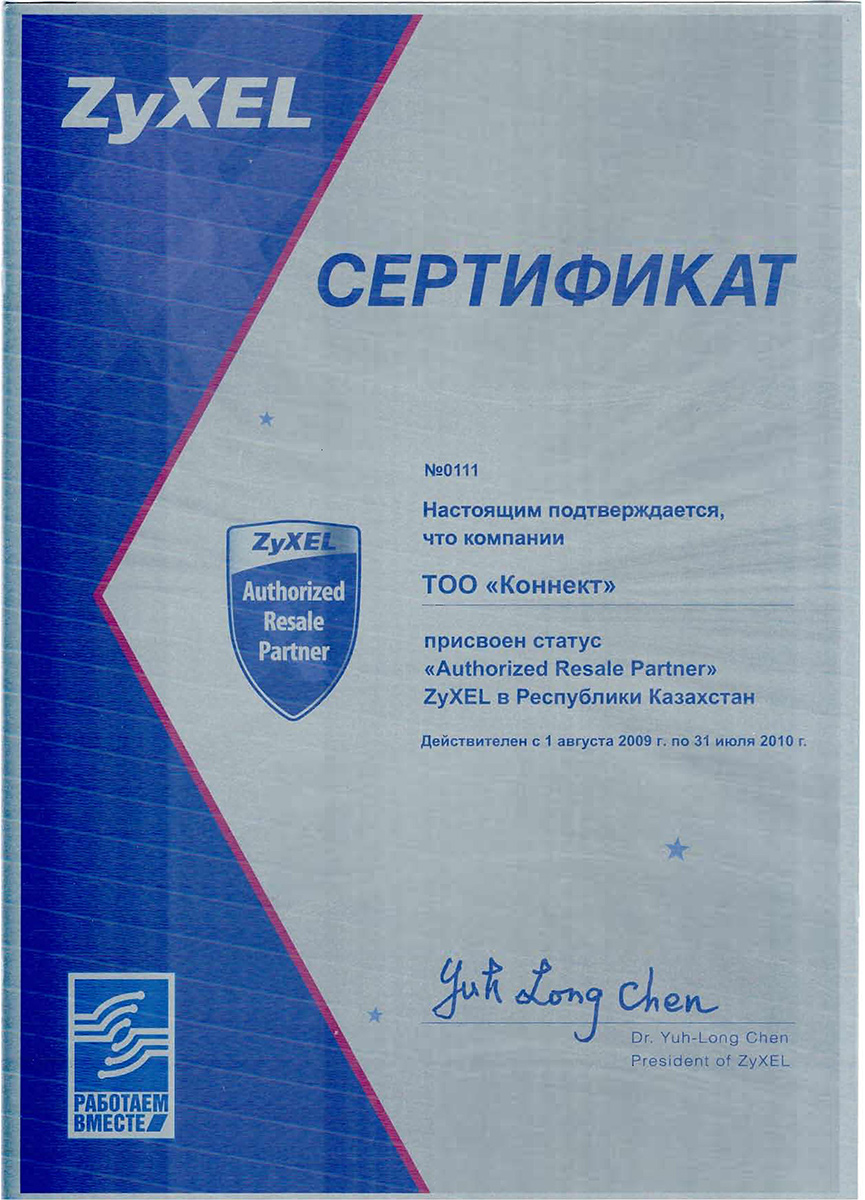 ZyXEL
СЕРТИФИКАТ
№0111
Настоящим подтверждается,
что компании
ТОО «Коннект»
ZyXEL
Authorized
Resale
Partner
присвоен статус
«Authorized Resale Partner»
ZyXEL в Республики Казахстан
Действителен с 1 августа 2009 г. по 31 июля 2010 г.
Yuh Long Chen
Dr. Yuh-Long Chen
President of ZyXEL
РАБОТАЕМ
ВМЕСТЕ